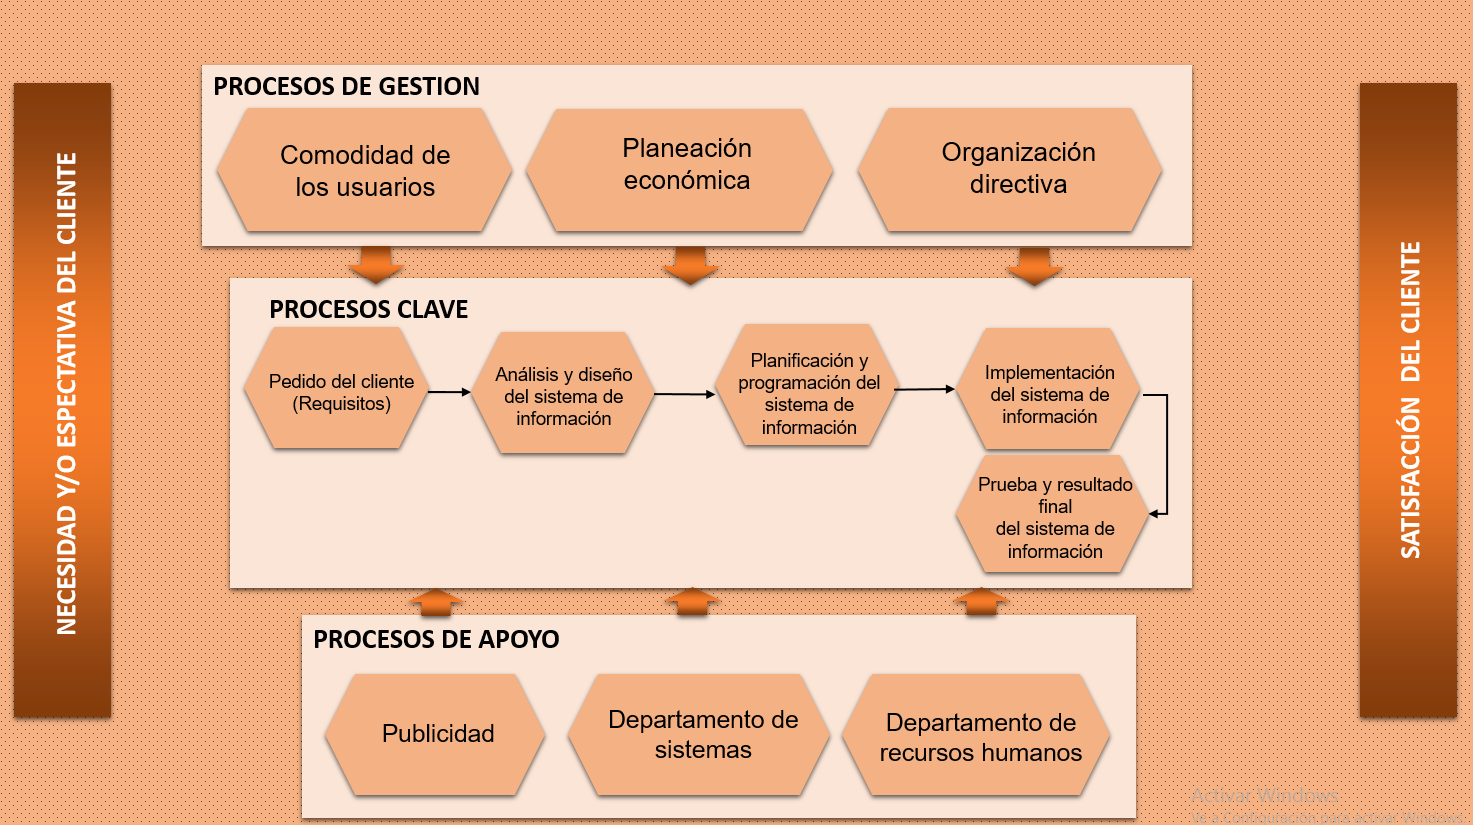 PROCESOS DE GESTION
Comodidad de
los usuarios
Planeación
económica
Organización
directiva
NECESIDAD Y/O ESPECTATIVA DEL CLIENTE
SATISFACCIÓN DEL CLIENTE
PROCESOS CLAVE
Pedido del cliente
(Requisitos)
Análisis y diseño
del sistema de
información
Planificación y
programación del
sistema de
información
Implementación
del sistema de
información
Prueba y resultado
final
del sistema de
información
PROCESOS DE APOYO
Publicidad
Departamento de
sistemas
Departamento de
recursos humanos
Activar Windows